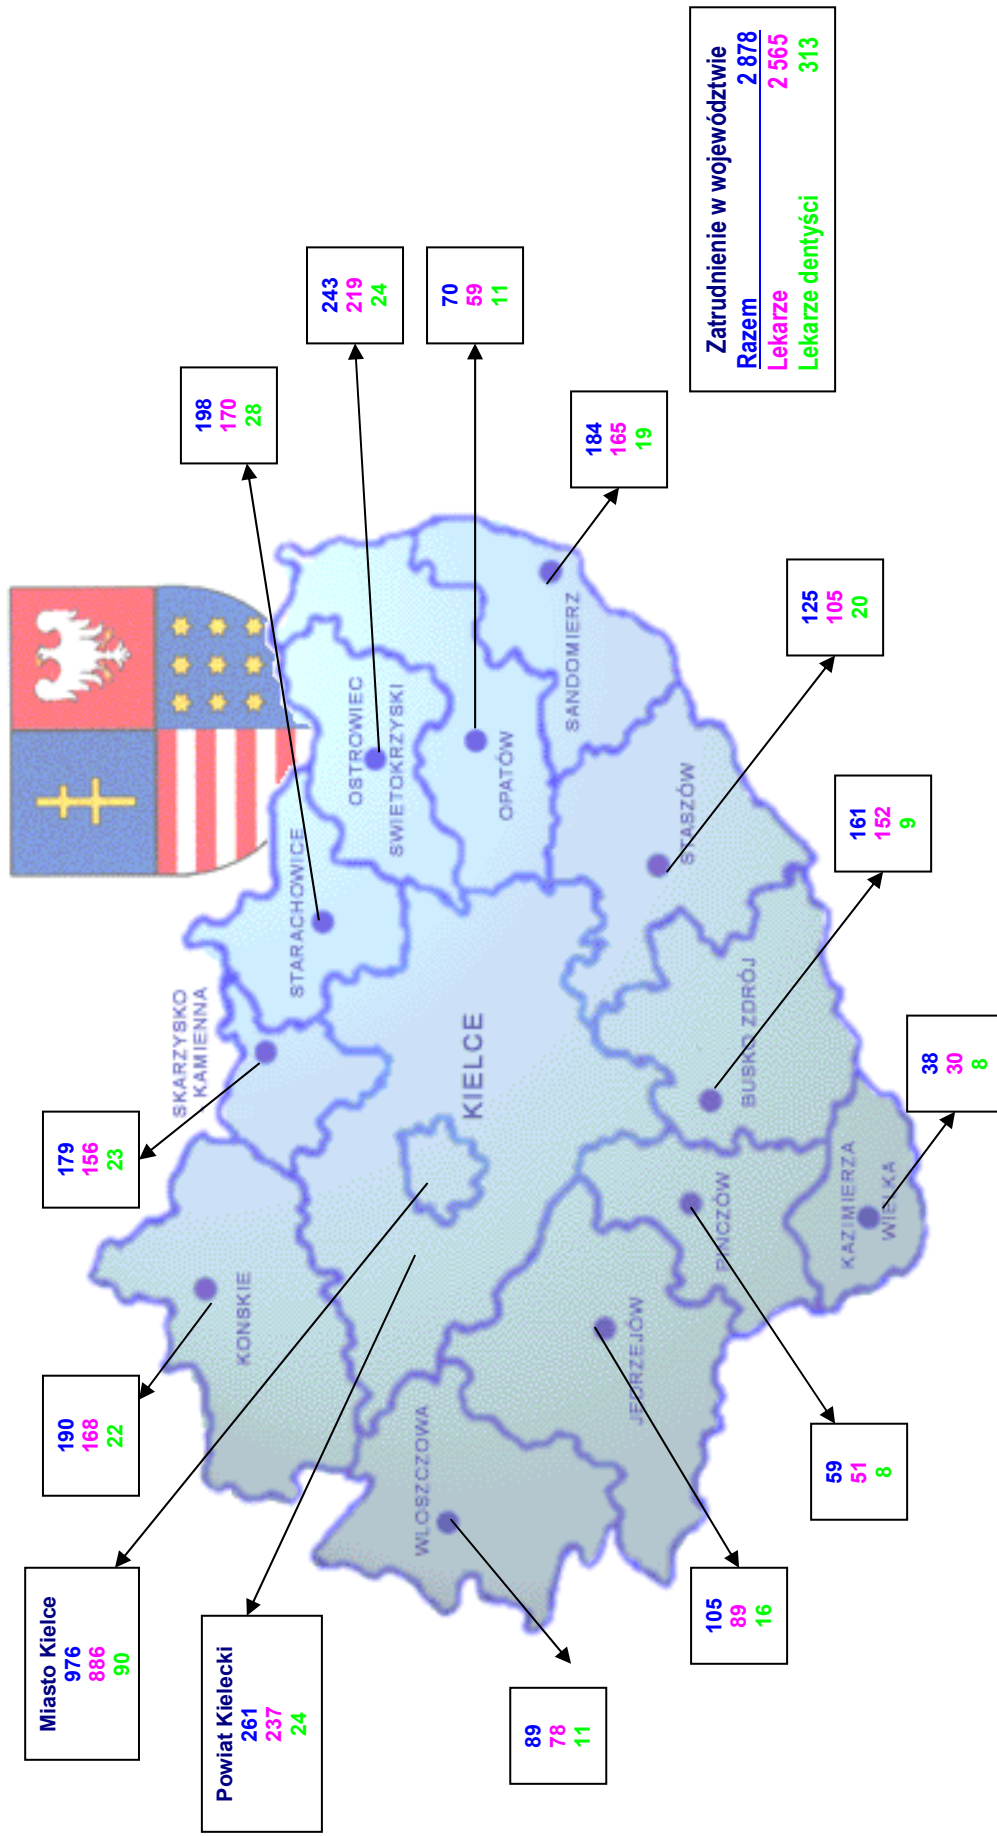 Miasto Kielce
976
886
90
Powiat Kielecki
261
237
24
190
168
22
179
156
23
198
170
28
243
219
24
70
59
11
184
165
19
125
105
20
161
152
9
38
30
8
59
51
8
105
89
16
89
78
11
KONSKIE
SKARZYSKO
KAMIENNA
STARACHOWICE
OSTROWIEC
SWIETOKRZYSKI
OPATÓW
SANDOMIERZ
KIELCE
WLOSZCZOWA
JEDRZEJÓW
PINCZÓW
BUSKO ZDRÓJ
STASZÓW
KAZIMIERZA
WIELKA
Zatrudnienie w województwie
Razem 2 878
Lekarze 2 565
Lekarze dentyści 313